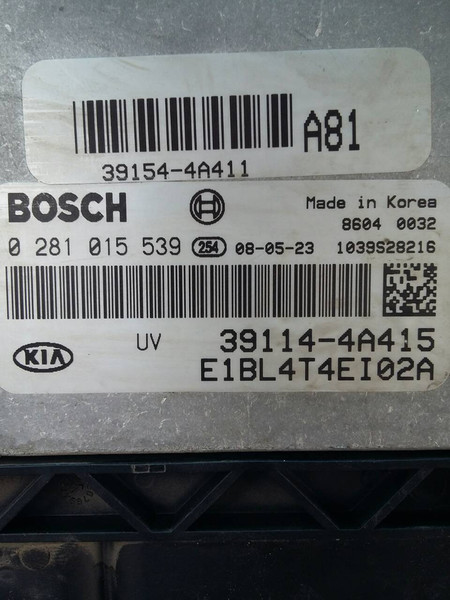 A81
39154-4A411
BOSCH
Made in Korea
8604 0032
0 281 015 539 254 08-05-23 1039S28216
UV 39114-4A415
KIA E1BL4T4EI02A